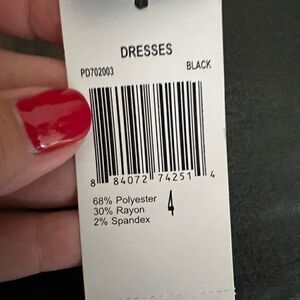 DRESSES
PD702003 BLACK
8 84072 74251 4
68% Polyester
30% Rayon
2% Spandex
4